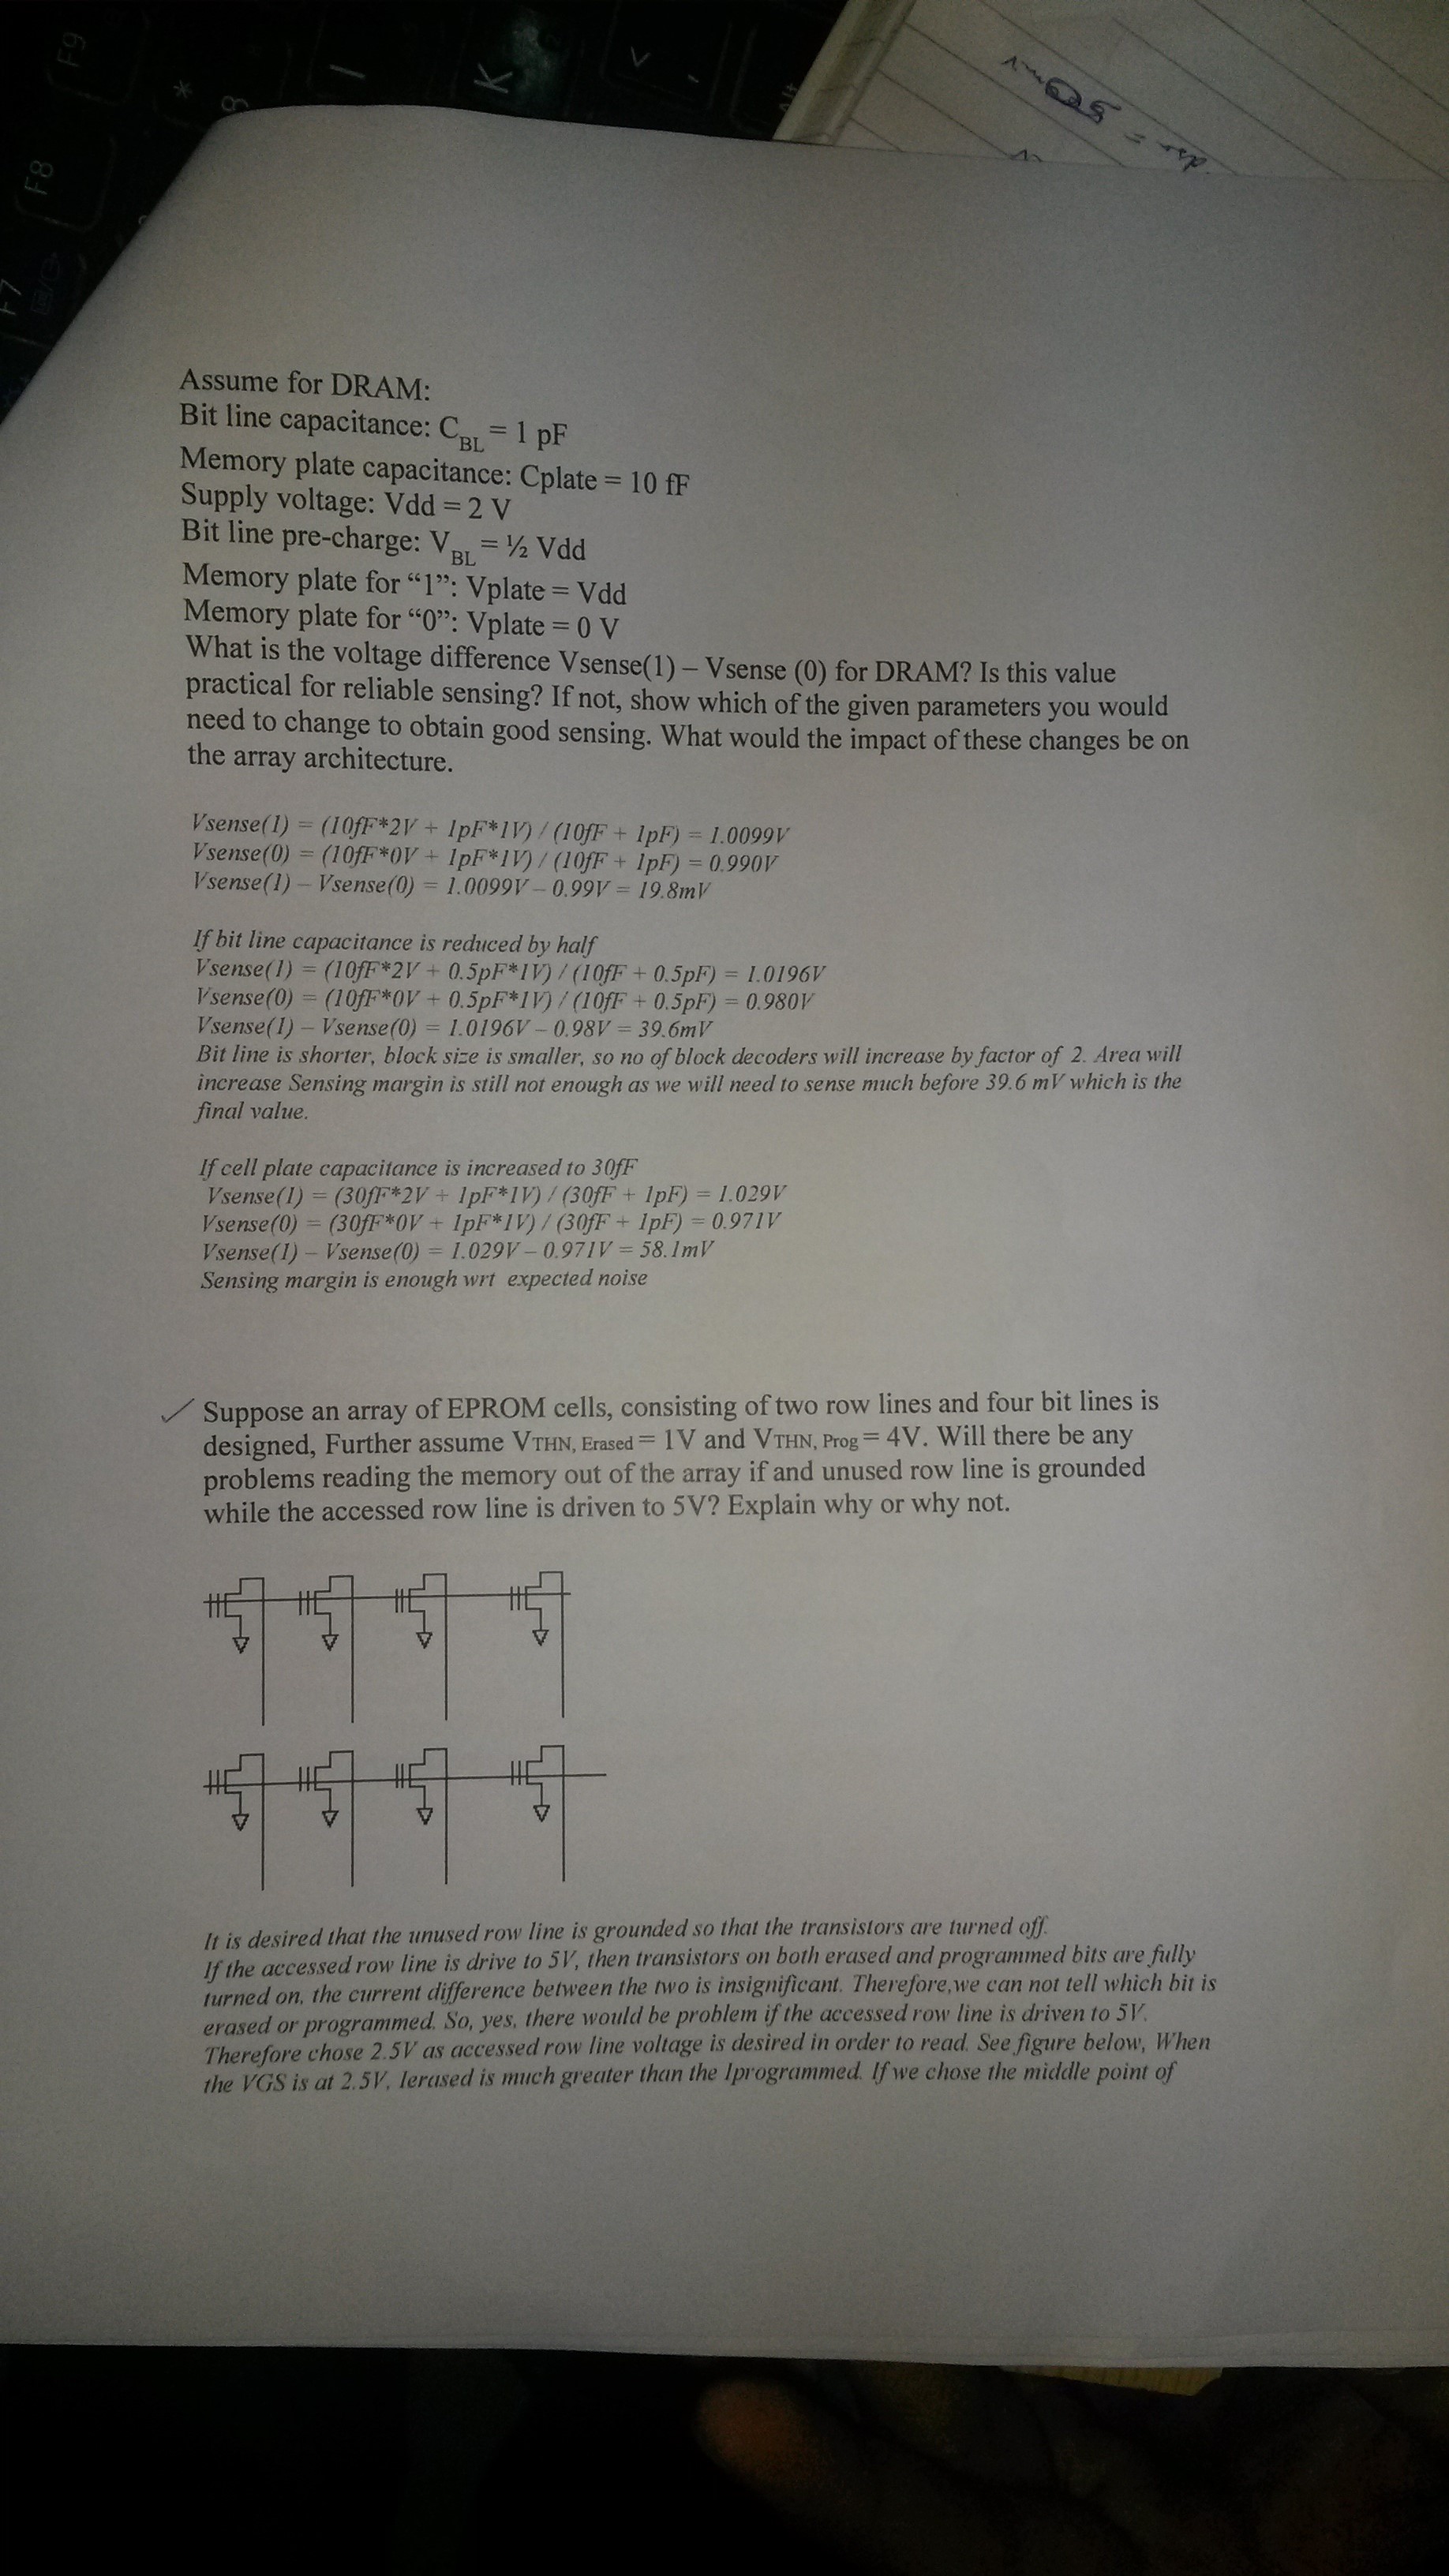 F9
F8
F7
*
8
I
K
<
,
Alt
Assume for DRAM:
Bit line capacitance: C_BL = 1 pF
Memory plate capacitance: Cplate = 10 fF
Supply voltage: Vdd = 2 V
Bit line pre-charge: V_BL = ½ Vdd
Memory plate for “1”: Vplate = Vdd
Memory plate for “0”: Vplate = 0 V
What is the voltage difference Vsense(1) – Vsense (0) for DRAM? Is this value
practical for reliable sensing? If not, show which of the given parameters you would
need to change to obtain good sensing. What would the impact of these changes be on
the array architecture.
Vsense(1) = (10fF*2V + 1pF*1V) / (10fF + 1pF) = 1.0099V
Vsense(0) = (10fF*0V + 1pF*1V) / (10fF + 1pF) = 0.990V
Vsense(1) – Vsense(0) = 1.0099V – 0.99V = 19.8mV
If bit line capacitance is reduced by half
Vsense(1) = (10fF*2V + 0.5pF*1V) / (10fF + 0.5pF) = 1.0196V
Vsense(0) = (10fF*0V + 0.5pF*1V) / (10fF + 0.5pF) = 0.980V
Vsense(1) – Vsense(0) = 1.0196V – 0.98V = 39.6mV
Bit line is shorter, block size is smaller, so no of block decoders will increase by factor of 2. Area will
increase Sensing margin is still not enough as we will need to sense much before 39.6 mV which is the
final value.
If cell plate capacitance is increased to 30fF
Vsense(1) = (30fF*2V + 1pF*1V) / (30fF + 1pF) = 1.029V
Vsense(0) = (30fF*0V + 1pF*1V) / (30fF + 1pF) = 0.971V
Vsense(1) – Vsense(0) = 1.029V – 0.971V = 58.1mV
Sensing margin is enough wrt expected noise
Suppose an array of EPROM cells, consisting of two row lines and four bit lines is
designed, Further assume VTHN, Erased = 1V and VTHN, Prog = 4V. Will there be any
problems reading the memory out of the array if and unused row line is grounded
while the accessed row line is driven to 5V? Explain why or why not.
It is desired that the unused row line is grounded so that the transistors are turned off.
If the accessed row line is drive to 5V, then transistors on both erased and programmed bits are fully
turned on, the current difference between the two is insignificant. Therefore,we can not tell which bit is
erased or programmed. So, yes, there would be problem if the accessed row line is driven to 5V.
Therefore chose 2.5V as accessed row line voltage is desired in order to read. See figure below, When
the VGS is at 2.5V, Ierased is much greater than the Iprogrammed. If we chose the middle point of